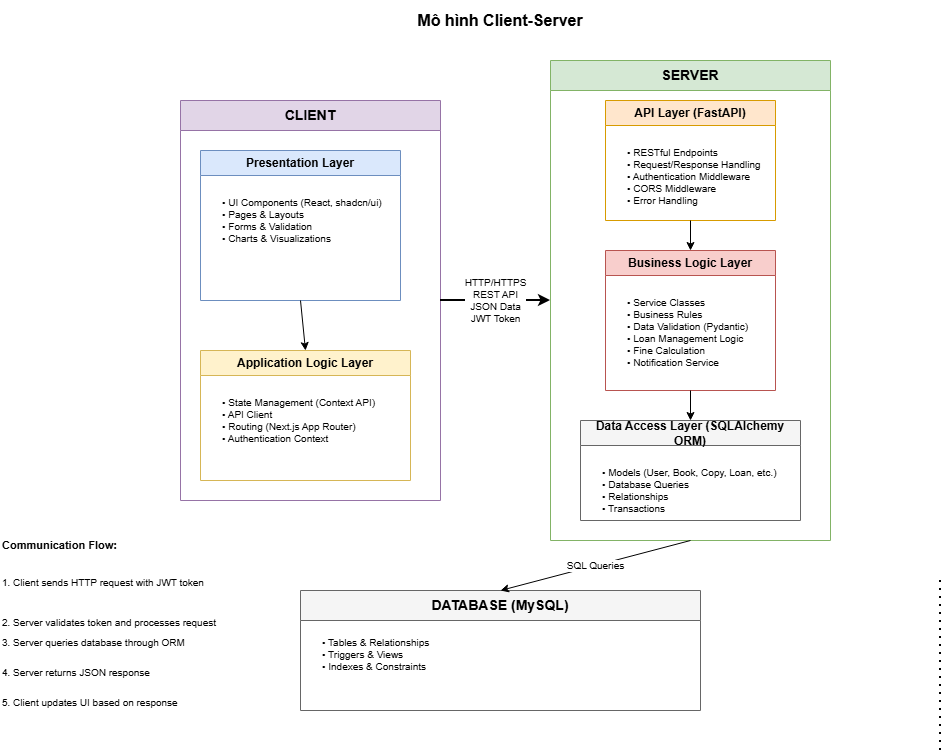 Mô hình Client-Server
CLIENT
Presentation Layer
• UI Components (React, shadcn/ui)
• Pages & Layouts
• Forms & Validation
• Charts & Visualizations
Application Logic Layer
• State Management (Context API)
• API Client
• Routing (Next.js App Router)
• Authentication Context
HTTP/HTTPS
REST API
JSON Data
JWT Token
SERVER
API Layer (FastAPI)
• RESTful Endpoints
• Request/Response Handling
• Authentication Middleware
• CORS Middleware
• Error Handling
Business Logic Layer
• Service Classes
• Business Rules
• Data Validation (Pydantic)
• Loan Management Logic
• Fine Calculation
• Notification Service
Data Access Layer (SQLAlchemy
ORM)
• Models (User, Book, Copy, Loan, etc.)
• Database Queries
• Relationships
• Transactions
SQL Queries
DATABASE (MySQL)
• Tables & Relationships
• Triggers & Views
• Indexes & Constraints
Communication Flow:
1. Client sends HTTP request with JWT token
2. Server validates token and processes request
3. Server queries database through ORM
4. Server returns JSON response
5. Client updates UI based on response